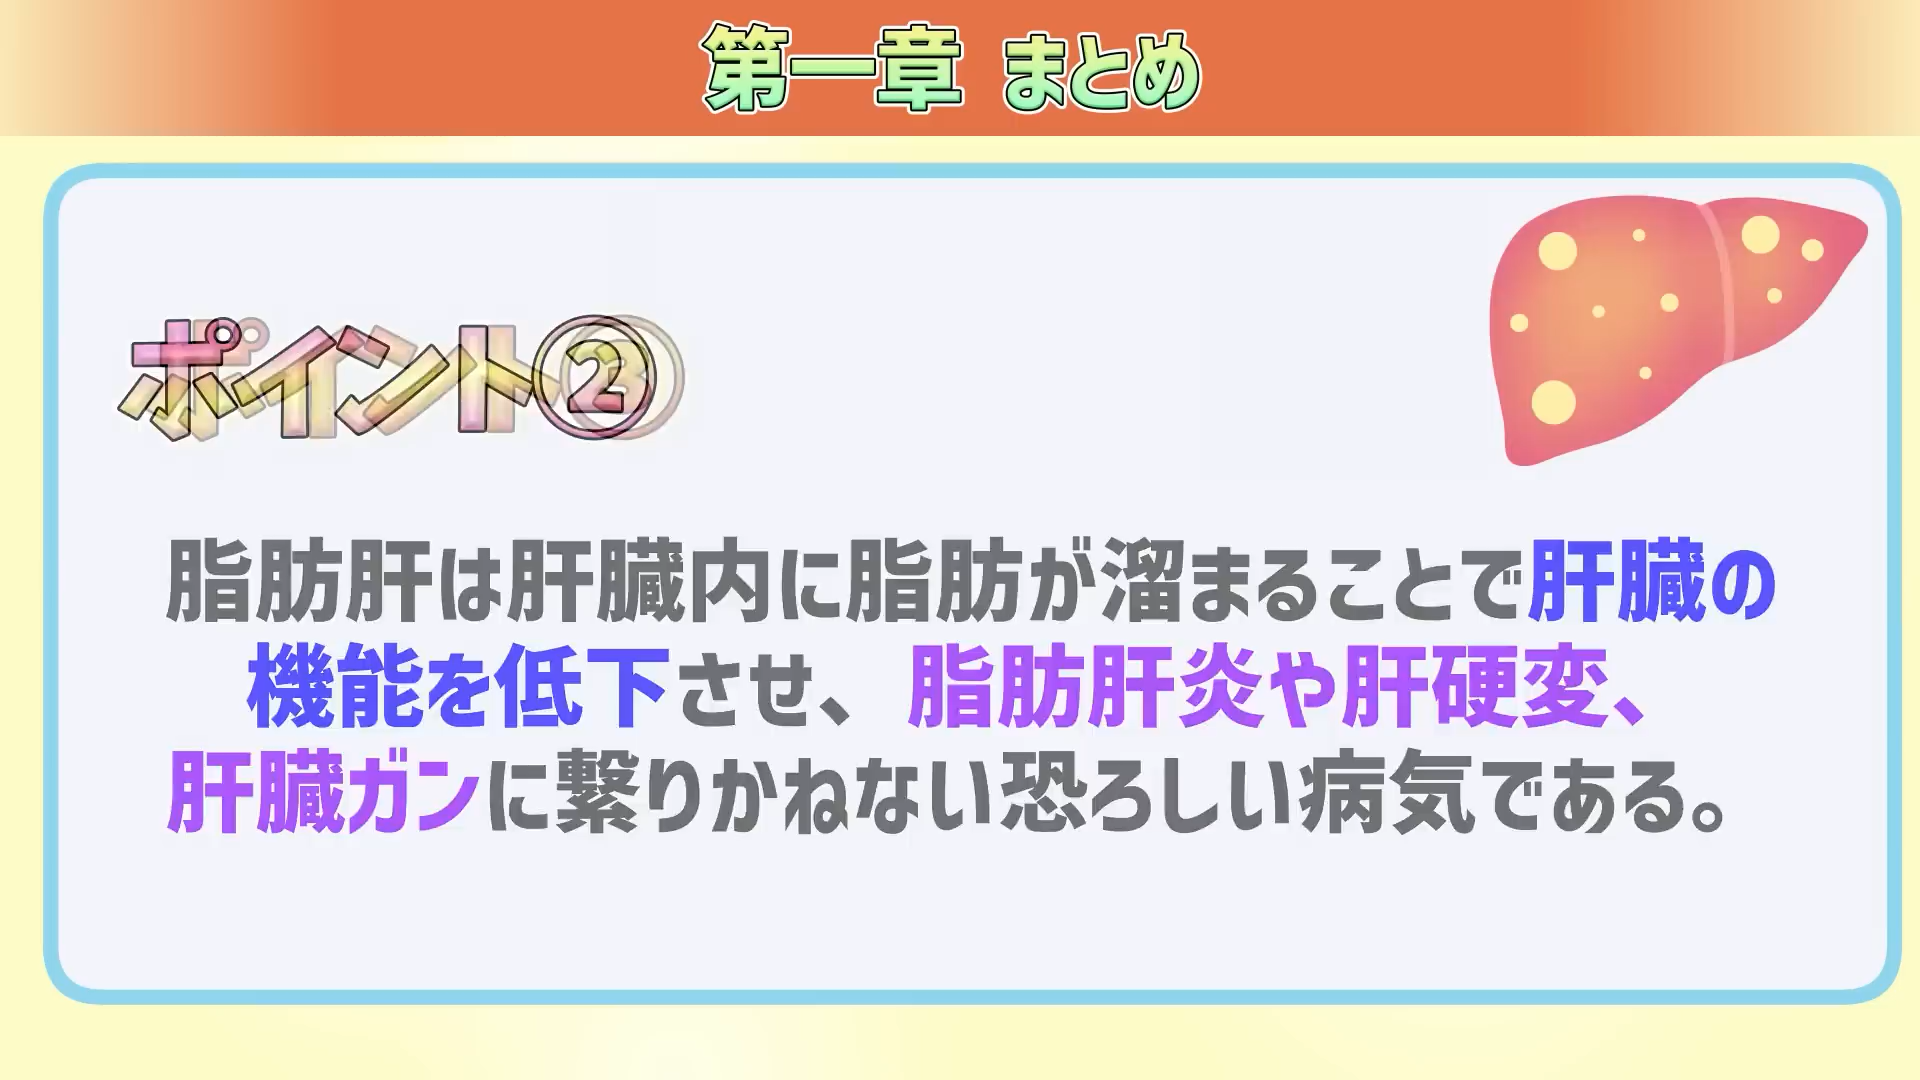 第一章 まとめ
ポイント②
脂肪肝は肝臓内に脂肪が溜まることで肝臓の
機能を低下させ、脂肪肝炎や肝硬変、
肝臓ガンに繋りかねない恐ろしい病気である。